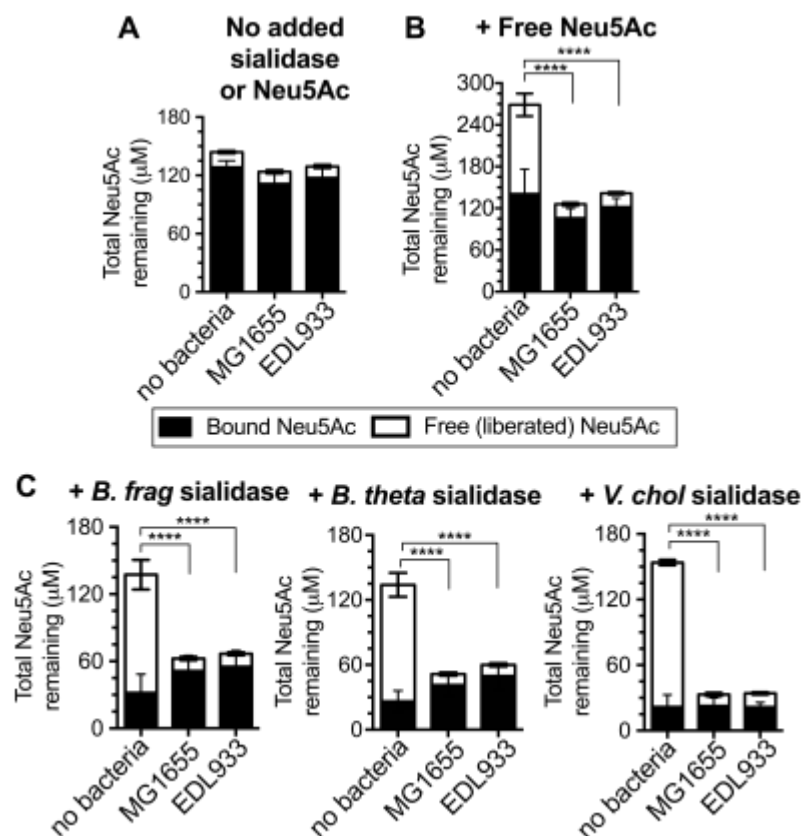 A
No added
sialidase
or Neu5Ac
Total Neu5Ac
remaining (μM)
180
120
60
0
no bacteria
MG1655
EDL933
B
+ Free Neu5Ac
****
****
Total Neu5Ac
remaining (μM)
300
240
180
120
60
0
no bacteria
MG1655
EDL933
Bound Neu5Ac
Free (liberated) Neu5Ac
C
+ B. frag sialidase
****
****
Total Neu5Ac
remaining (μM)
180
120
60
0
no bacteria
MG1655
EDL933
+ B. theta sialidase
****
****
Total Neu5Ac
remaining (μM)
180
120
60
0
no bacteria
MG1655
EDL933
+ V. chol sialidase
****
****
Total Neu5Ac
remaining (μM)
180
120
60
0
no bacteria
MG1655
EDL933